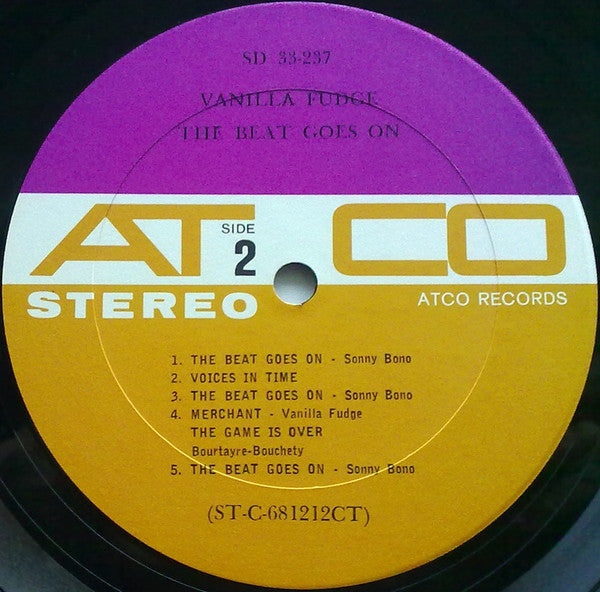 SD 33-237
VANILLA FUDGE
THE BEAT GOES ON
ATCO
SIDE
2
STEREO
ATCO RECORDS
1. THE BEAT GOES ON - Sonny Bono
2. VOICES IN TIME
3. THE BEAT GOES ON - Sonny Bono
4. MERCHANT - Vanilla Fudge
THE GAME IS OVER
Bourtayre-Bouchety
5. THE BEAT GOES ON - Sonny Bono
(ST-C-681212CT)